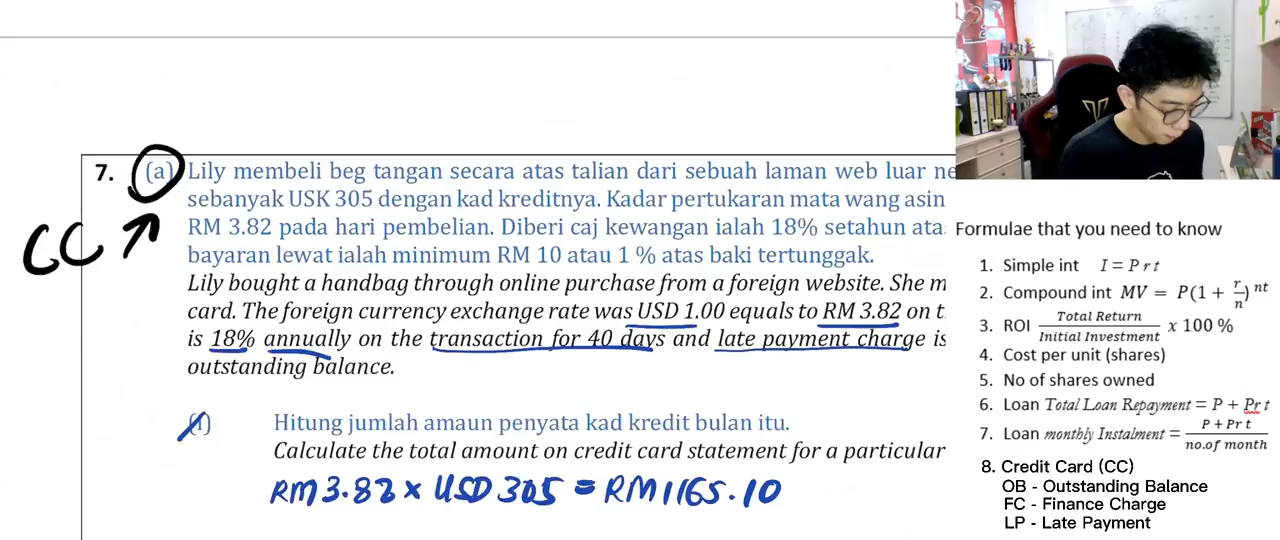 7. (a) Lily membeli beg tangan secara atas talian dari sebuah laman web luar
sebanyak USK 305 dengan kad kreditnya. Kadar pertukaran mata wang asin
RM 3.82 pada hari pembelian. Diberi caj kewangan ialah 18% setahun ata
bayaran lewat ialah minimum RM 10 atau 1 % atas baki tertunggak.
CC
Lily bought a handbag through online purchase from a foreign website. She m
card. The foreign currency exchange rate was USD 1.00 equals to RM 3.82 on t
is 18% annually on the transaction for 40 days and late payment charge is
outstanding balance.
(i) Hitung jumlah amaun penyata kad kredit bulan itu.
Calculate the total amount on credit card statement for a particular
RM3.82 × USD 305 = RM1165.10
Formulae that you need to know
1. Simple int I = P r t
2. Compound int MV = P(1 + r/n)^nt
3. ROI Total Return / Initial Investment x 100 %
4. Cost per unit (shares)
5. No of shares owned
6. Loan Total Loan Repayment = P + Pr t
7. Loan monthly Instalment = P + Pr t / no.of month
8. Credit Card (CC)
OB - Outstanding Balance
FC - Finance Charge
LP - Late Payment